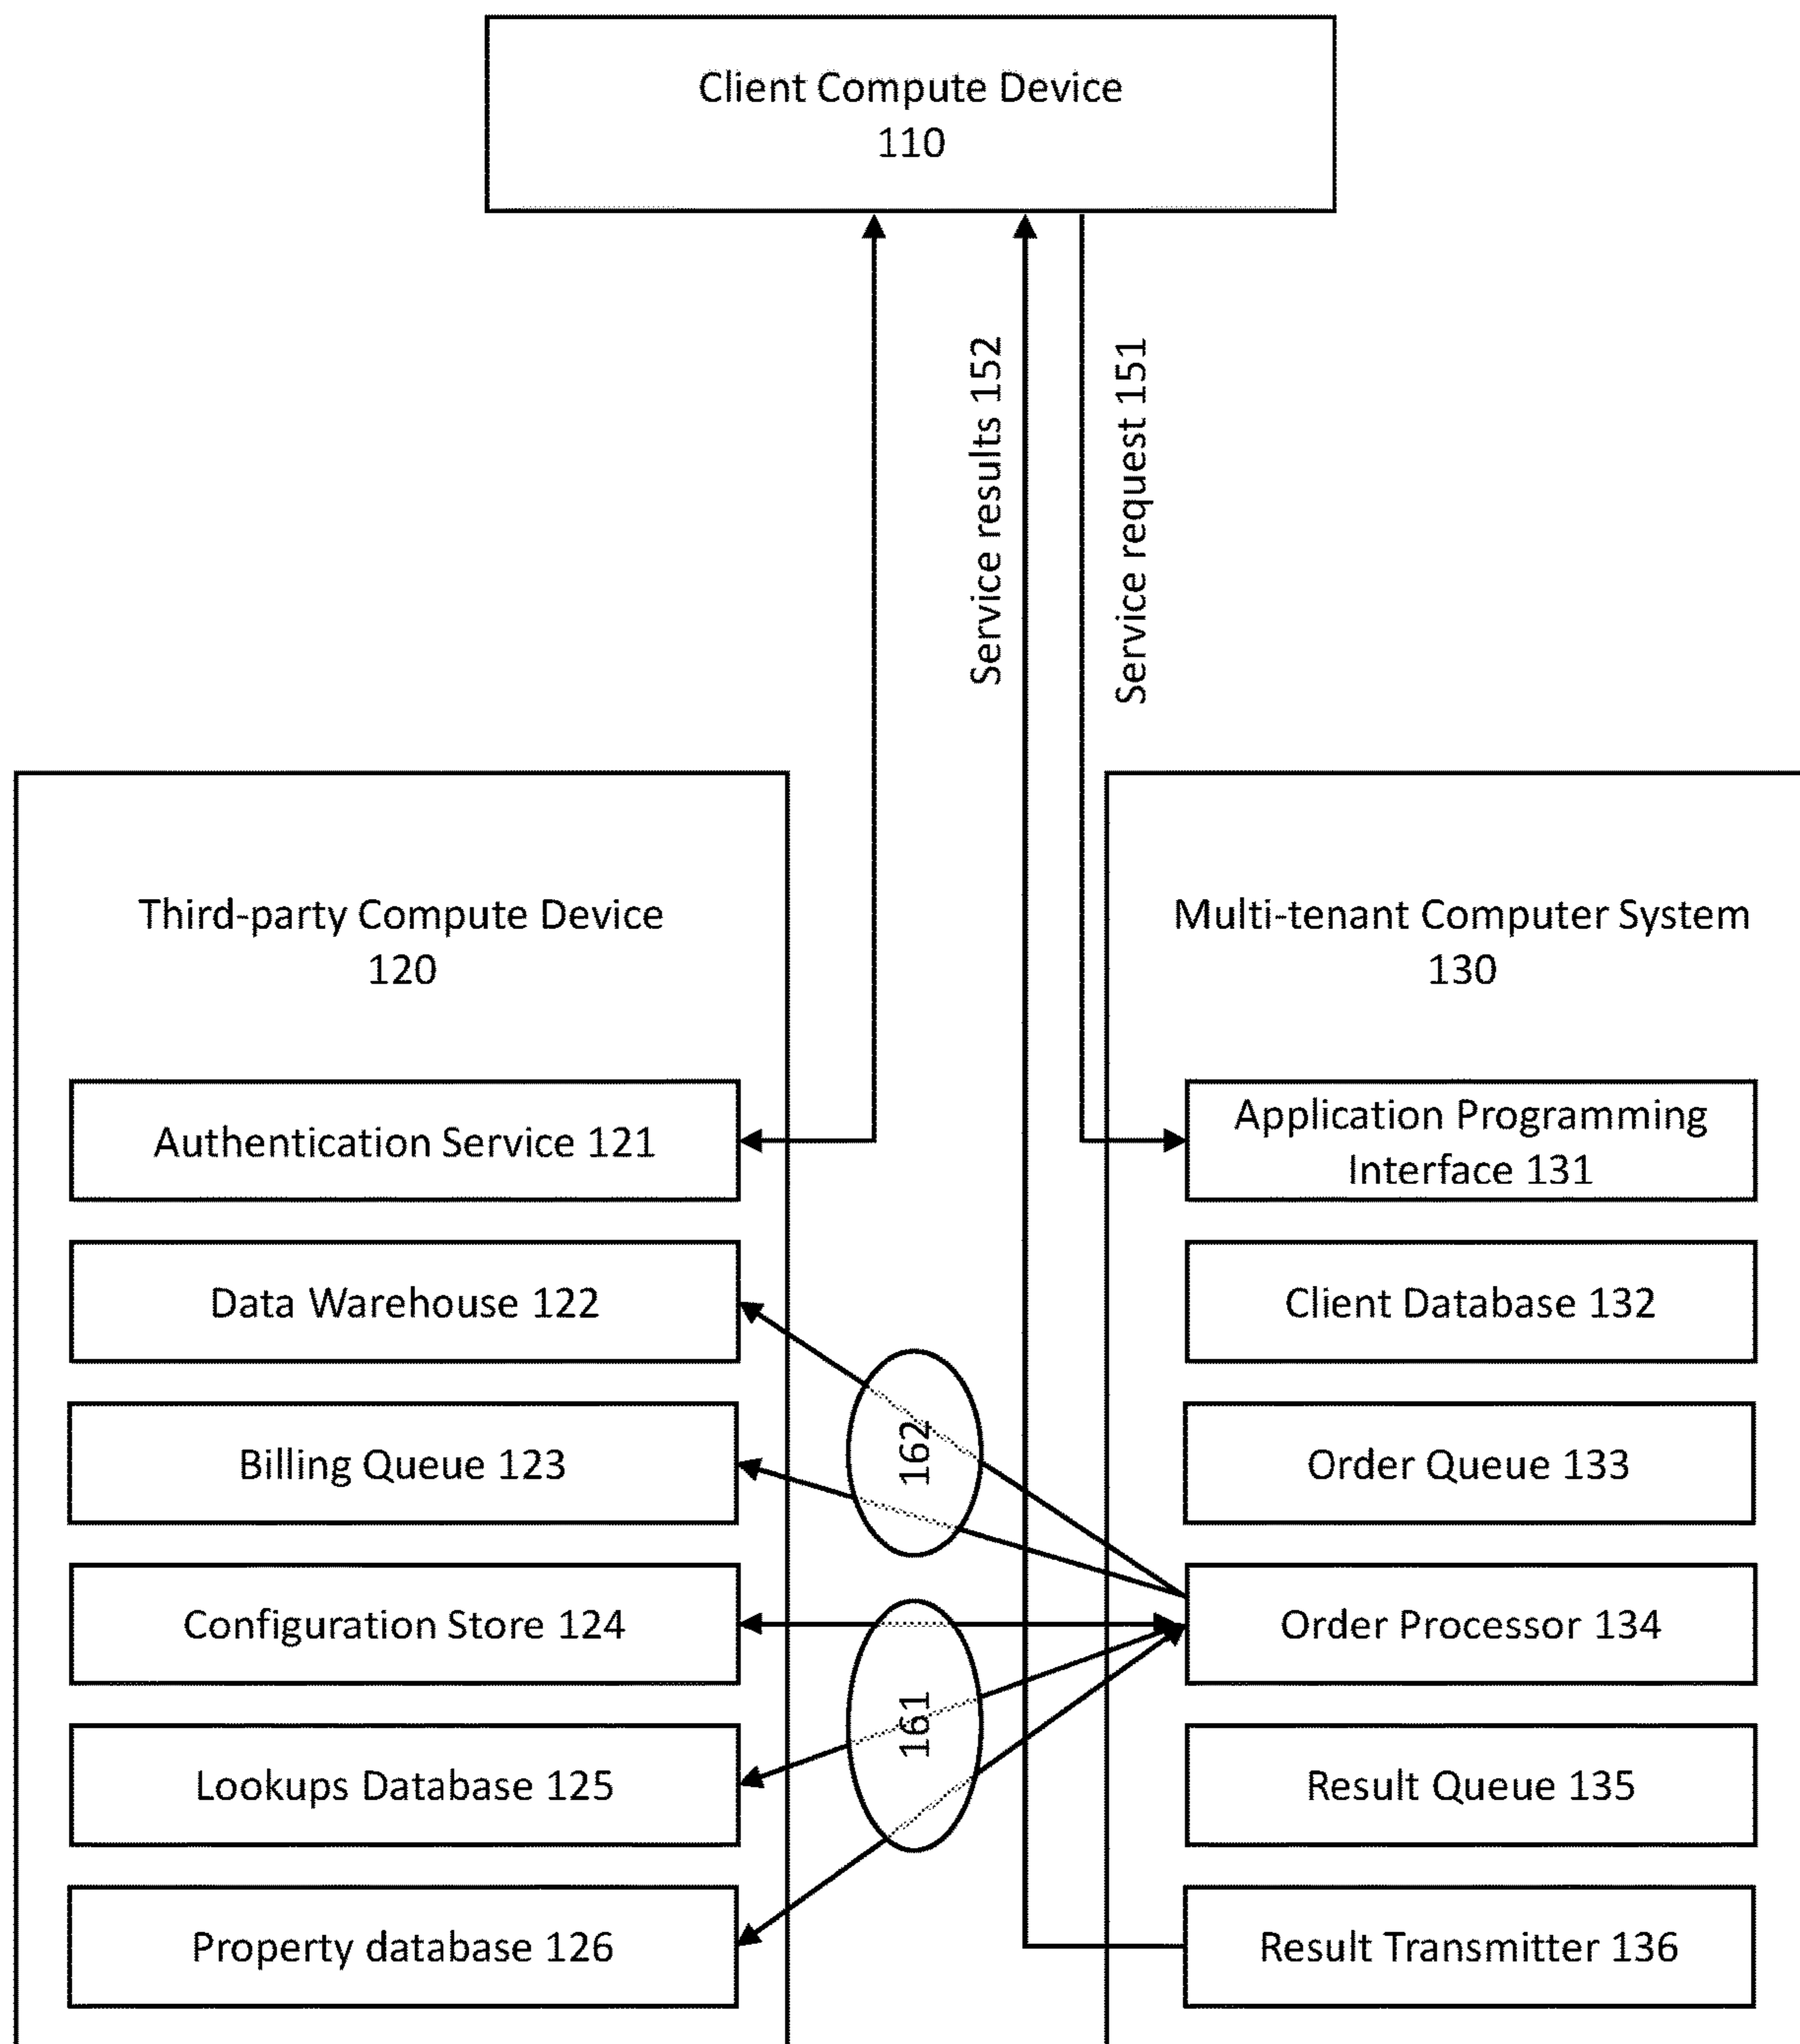 Client Compute Device
110
Service results 152
Service request 151
Third-party Compute Device
120
Authentication Service 121
Data Warehouse 122
Billing Queue 123
Configuration Store 124
Lookups Database 125
Property database 126
162
161
Multi-tenant Computer System
130
Application Programming
Interface 131
Client Database 132
Order Queue 133
Order Processor 134
Result Queue 135
Result Transmitter 136